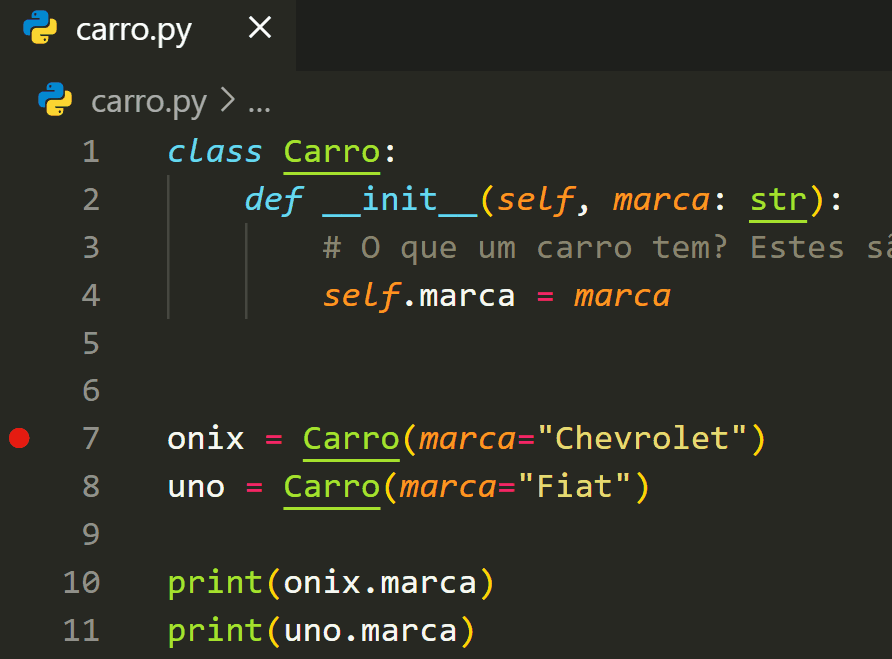 carro.py
carro.py > ...
1 class Carro:
2 def __init__(self, marca: str):
3 # O que um carro tem? Estes
4 self.marca = marca
5
6
7 onix = Carro(marca="Chevrolet")
8 uno = Carro(marca="Fiat")
9
10 print(onix.marca)
11 print(uno.marca)